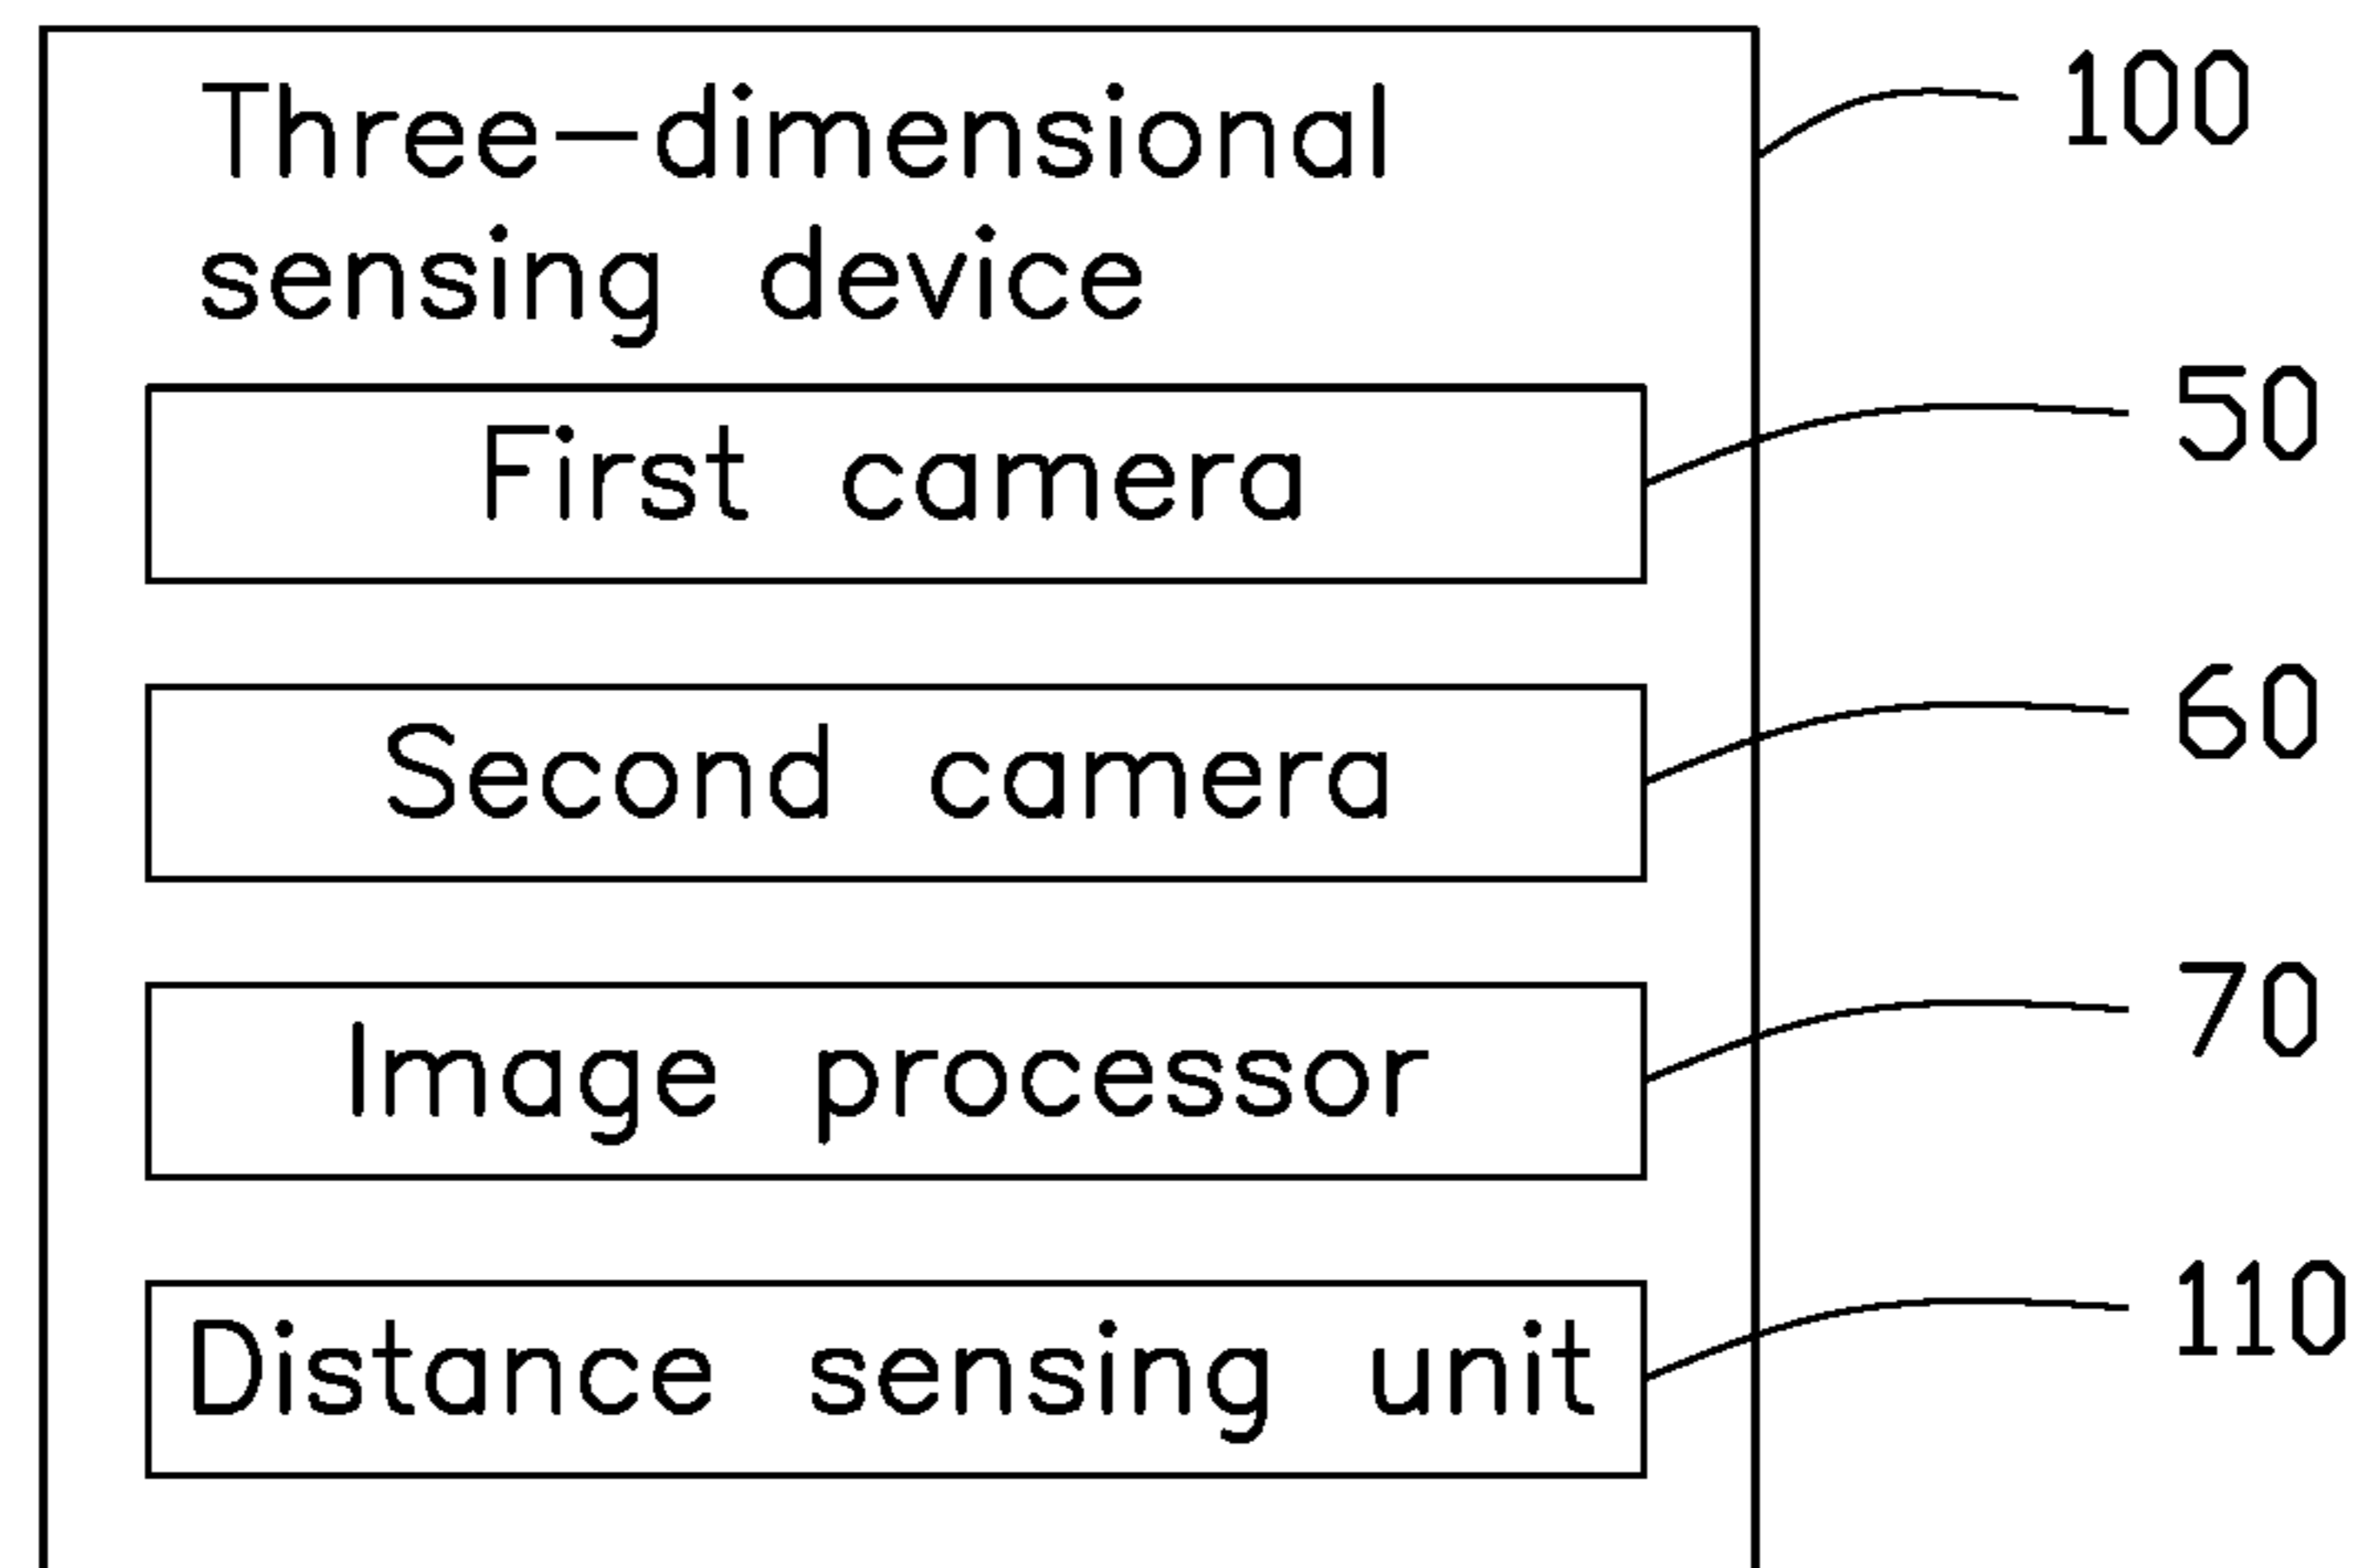 Three-dimensional 100
sensing device
First camera 50
Second camera 60
Image processor 70
Distance sensing unit 110